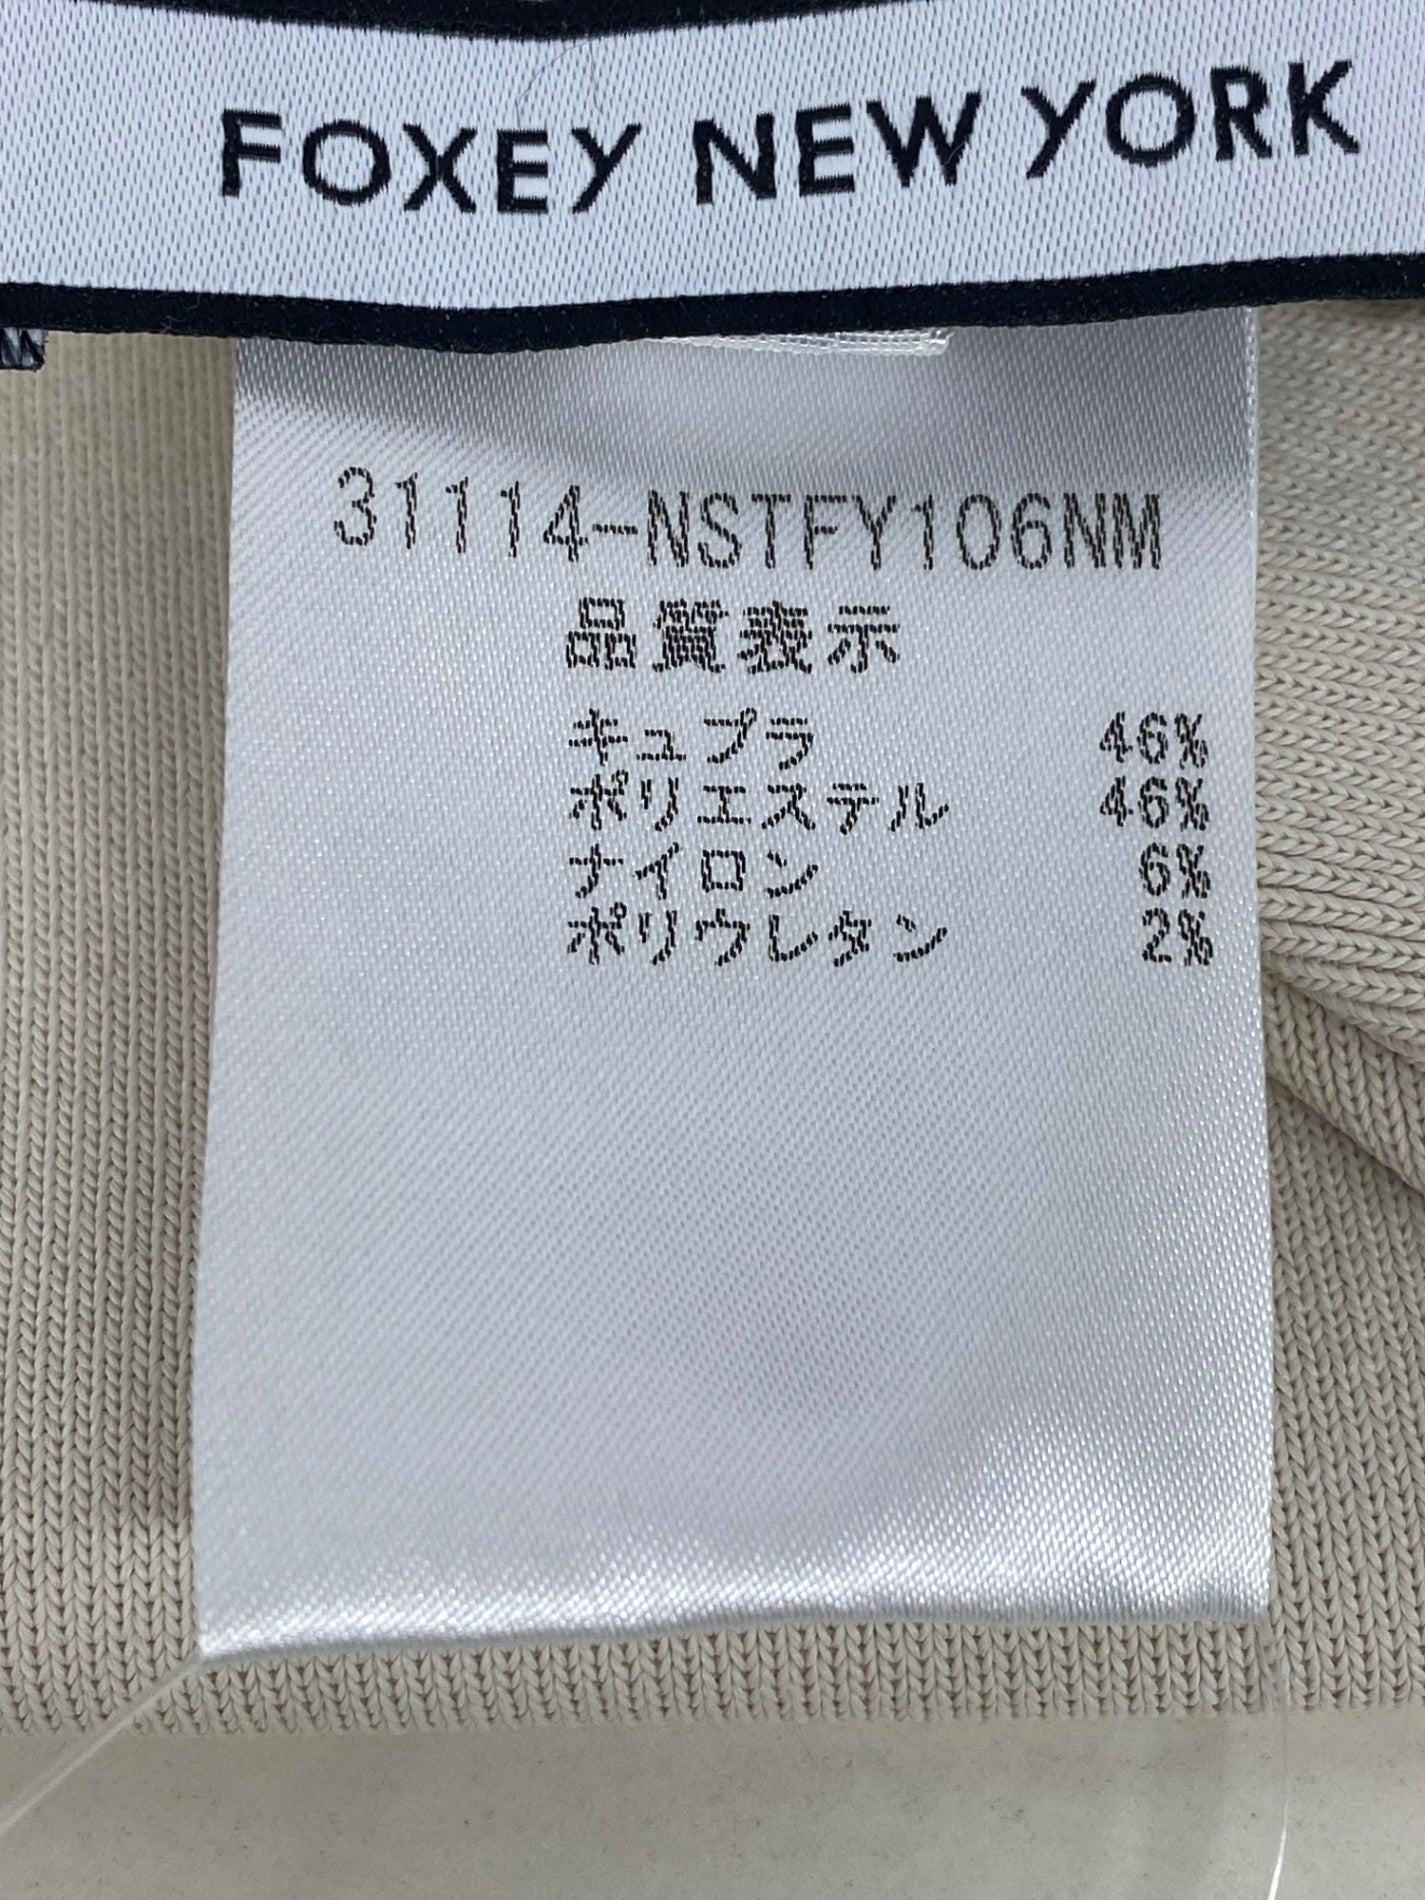 FOXEY NEW YORK
31114-NSTFY106NM
品質表示
キュプラ 46%
ポリエステル 46%
ナイロン 6%
ポリウレタン 2%